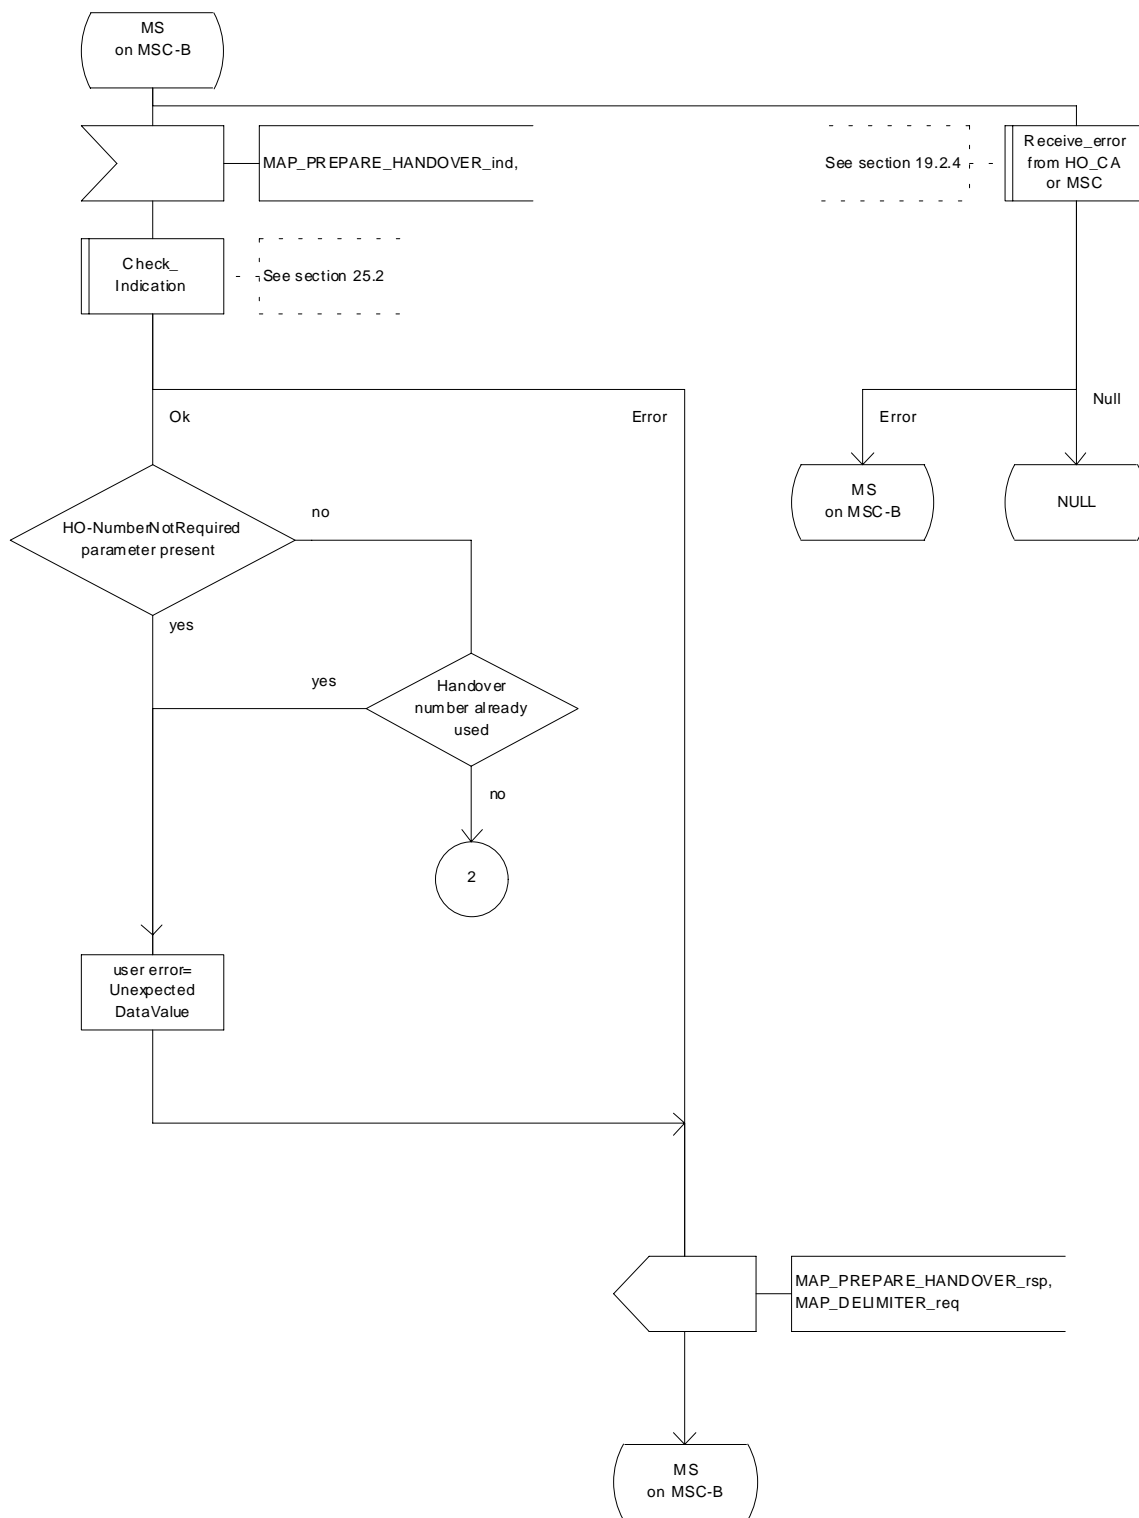 MS
on MSC-B
MAP_PREPARE_HANDOVER_ind,
See section 19.2.4
Receive_error
from HO_CA
or MSC
Check_
Indication
See section 25.2
Ok
Error
Error
Null
MS
on MSC-B
NULL
HO-NumberNotRequired
parameter present
no
yes
yes
Handover
number already
used
no
2
user error=
Unexpected
DataValue
MAP_PREPARE_HANDOVER_rsp,
MAP_DELIMITER_req
MS
on MSC-B